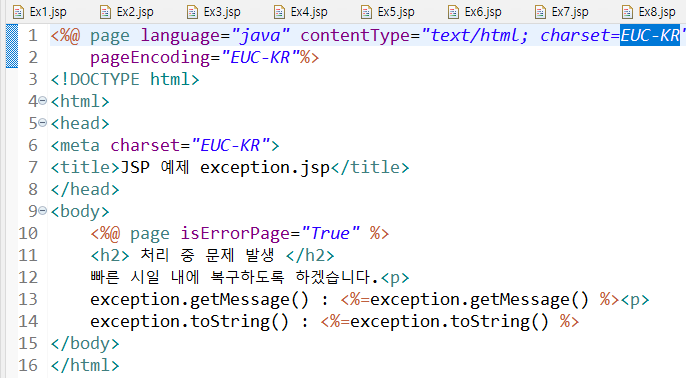 Ex1.jsp Ex2.jsp Ex3.jsp Ex4.jsp Ex5.jsp Ex6.jsp Ex7.jsp Ex8.jsp
1 <%@ page language="java" contentType="text/html; charset=EUC-KR"
2 pageEncoding="EUC-KR"%>
3 <!DOCTYPE html>
4 <html>
5 <head>
6 <meta charset="EUC-KR">
7 <title>JSP 예제 exception.jsp</title>
8 </head>
9 <body>
10 <%@ page isErrorPage="True" %>
11 <h2> 처리 중 문제 발생 </h2>
12 빠른 시일 내에 복구하도록 하겠습니다.<p>
13 exception.getMessage() : <%=exception.getMessage() %><p>
14 exception.toString() : <%=exception.toString() %>
15 </body>
16 </html>